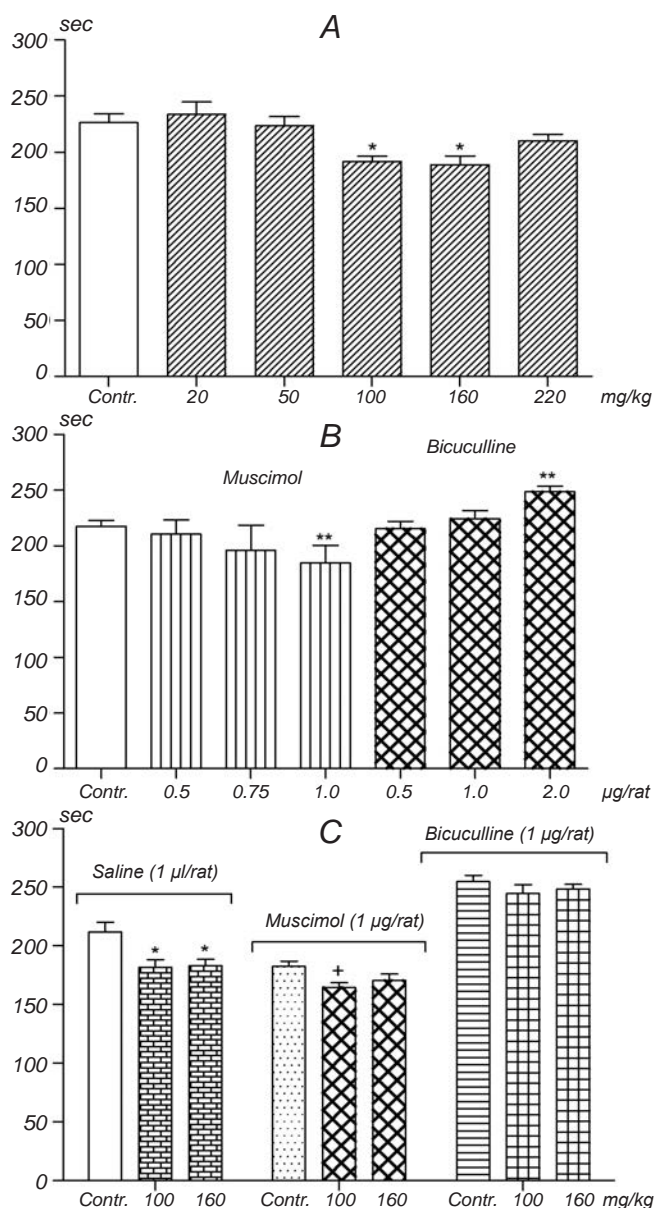 A
sec
300
250
200
150
100
50
0
*
*
Contr. 20 50 100 160 220 mg/kg
B
sec
300
250
200
150
100
50
0
Muscimol
Bicuculline
**
**
Contr. 0.5 0.75 1.0 0.5 1.0 2.0 µg/rat
C
sec
300
250
200
150
100
50
0
Saline (1 µl/rat)
Muscimol (1 µg/rat)
Bicuculline (1 µg/rat)
*
*
+
Contr. 100 160 Contr. 100 160 Contr. 100 160 mg/kg